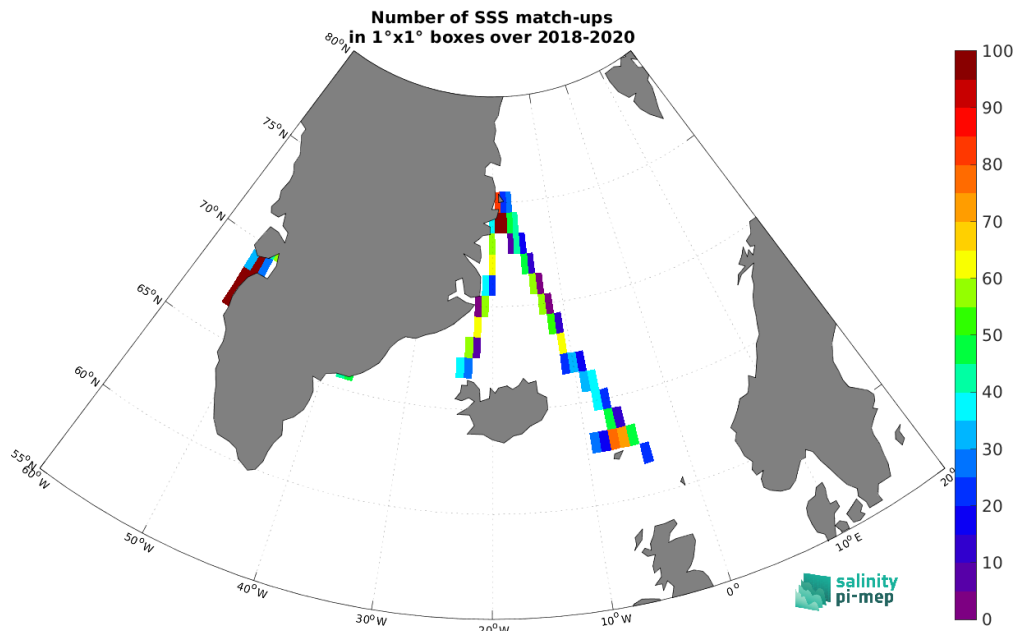 Number of SSS match-ups
in 1°x1° boxes over 2018-2020
80°N
75°N
70°N
65°N
60°N
55°N
60°W
50°W
40°W
30°W
20°W
10°W
0°
10°E
20°
100
90
80
70
60
50
40
30
20
10
0
salinity
pi-mep